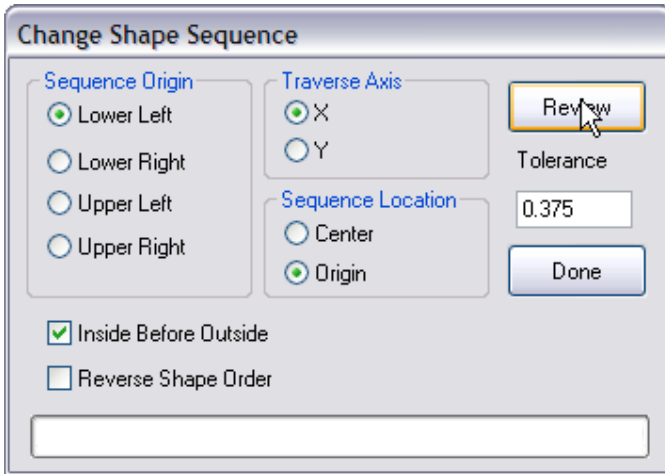 Change Shape Sequence
Sequence Origin
Lower Left
Lower Right
Upper Left
Upper Right
Traverse Axis
X
Y
Sequence Location
Center
Origin
Review
Tolerance
0.375
Done
Inside Before Outside
Reverse Shape Order